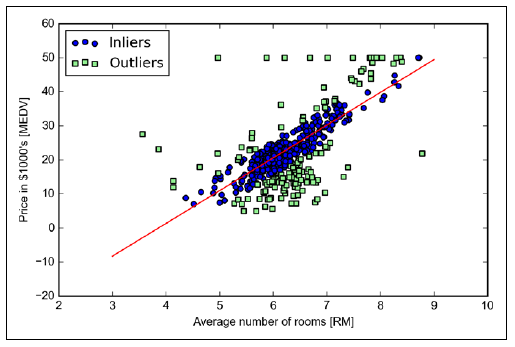 60
50
40
30
20
10
0
−10
−20
Price in $1000's [MEDV]
Inliers
Outliers
2 3 4 5 6 7 8 9 10
Average number of rooms [RM]